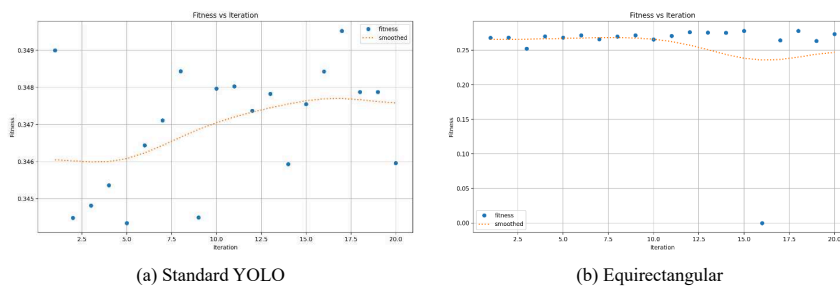 Fitness vs Iteration
fitness
smoothed
0.349
0.348
0.347
0.346
0.345
Fitness
2.5 5.0 7.5 10.0 12.5 15.0 17.5 20.0
Iteration
(a) Standard YOLO
Fitness vs Iteration
0.25
0.20
0.15
0.10
0.05
0.00
Fitness
fitness
smoothed
2.5 5.0 7.5 10.0 12.5 15.0 17.5 20.0
Iteration
(b) Equirectangular